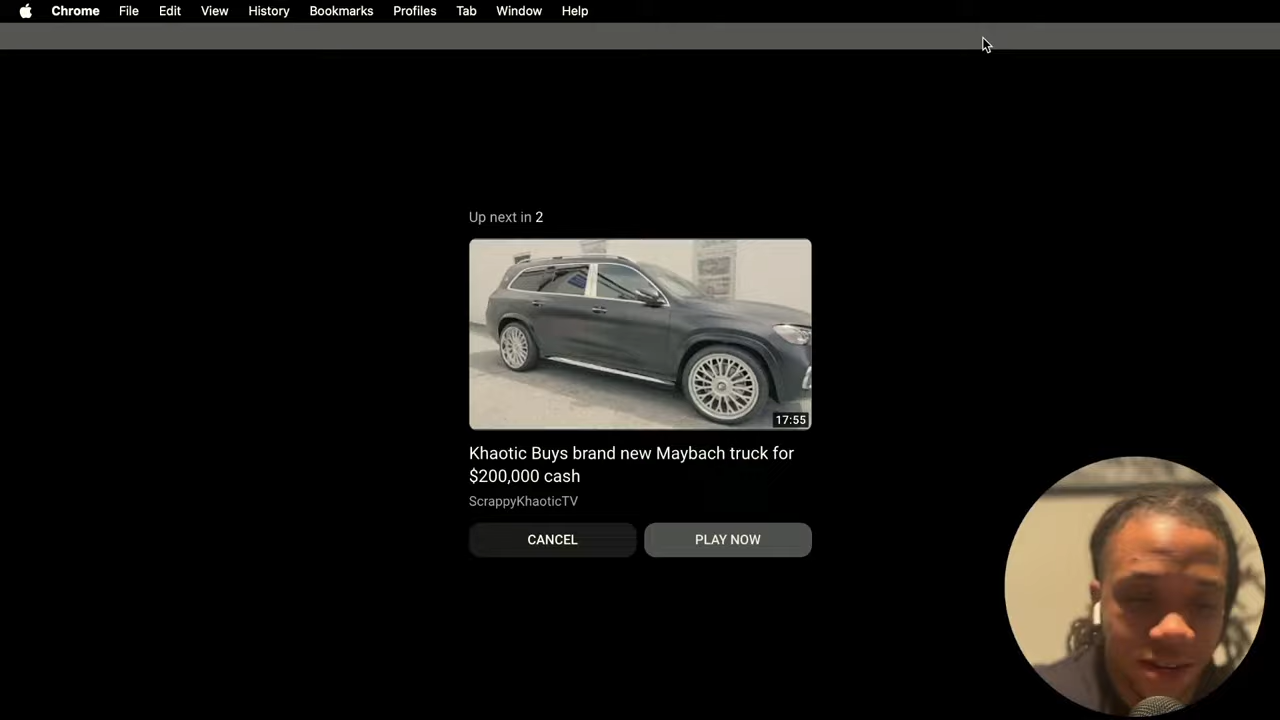 Chrome File Edit View History Bookmarks Profiles Tab Window Help
Up next in 2
17:55
Khaotic Buys brand new Maybach truck for
$200,000 cash
ScrappyKhaoticTV
CANCEL PLAY NOW